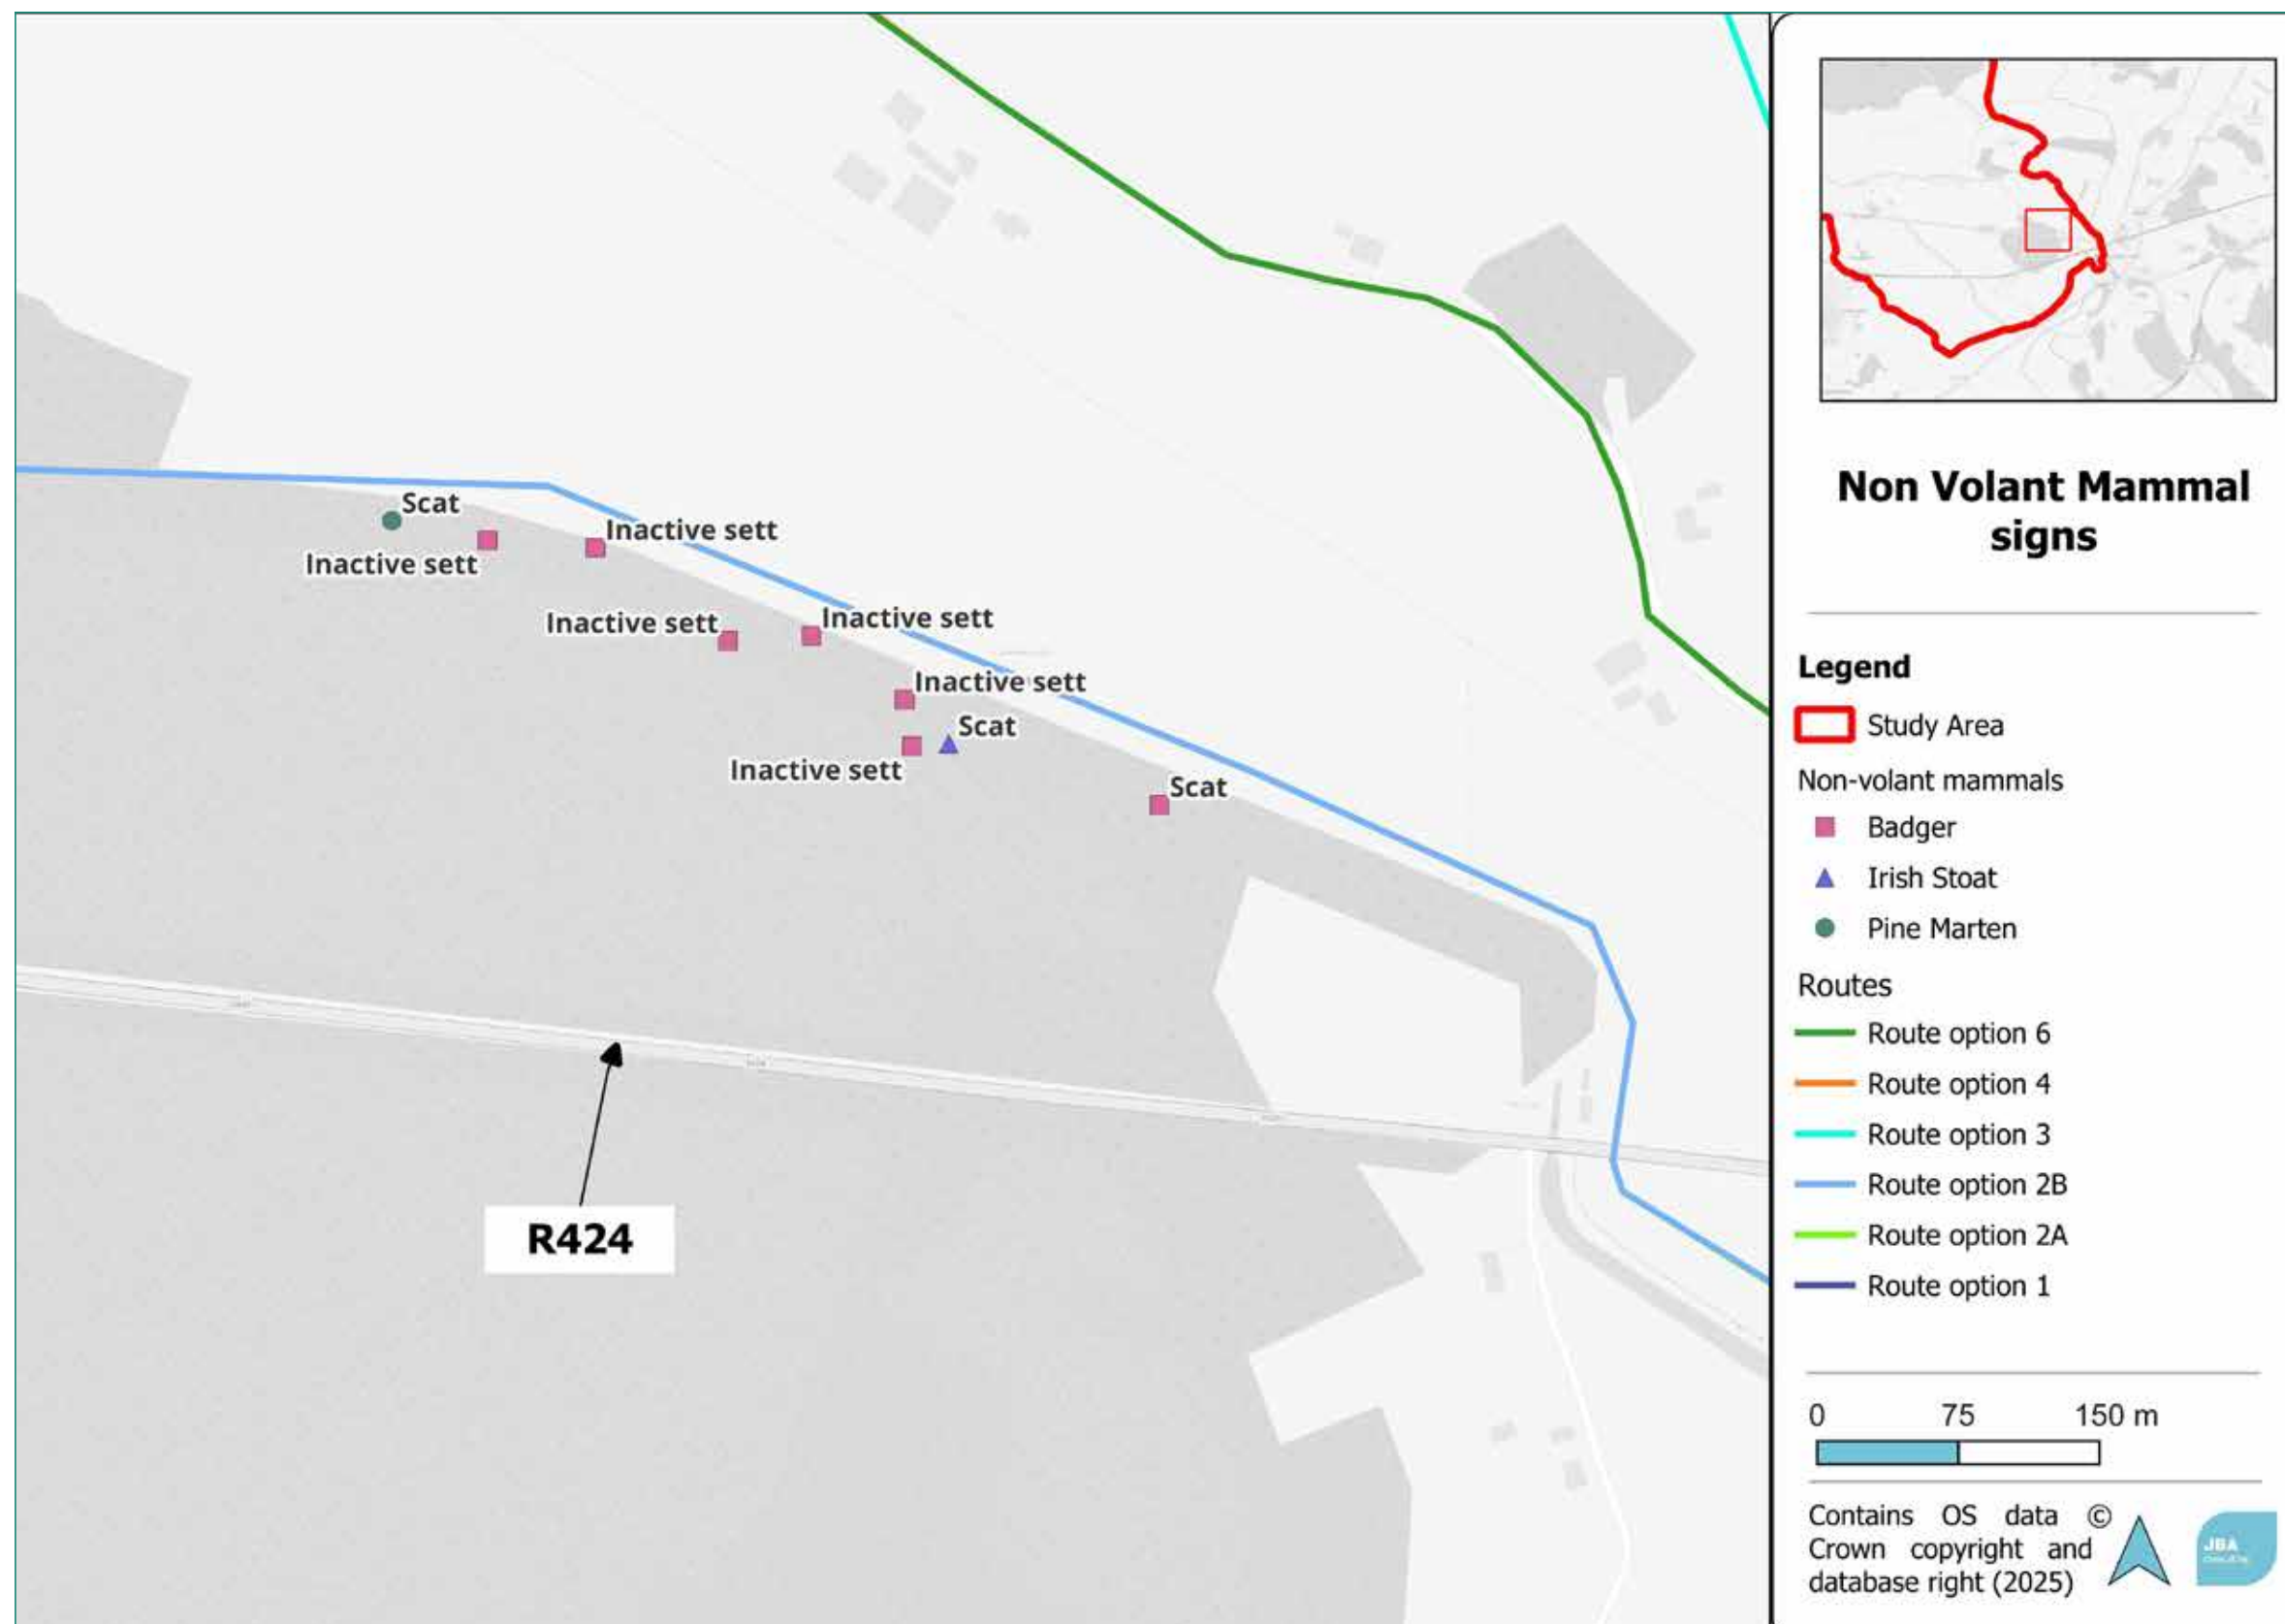 Scat
Inactive sett
Inactive sett
Inactive sett
Inactive sett
Inactive sett
Scat
Inactive sett
Scat
R424
Non Volant Mammal
signs
Legend
Study Area
Non-volant mammals
Badger
Irish Stoat
Pine Marten
Routes
Route option 6
Route option 4
Route option 3
Route option 2B
Route option 2A
Route option 1
0 75 150 m
Contains OS data ©
Crown copyright and
database right (2025)
JBA